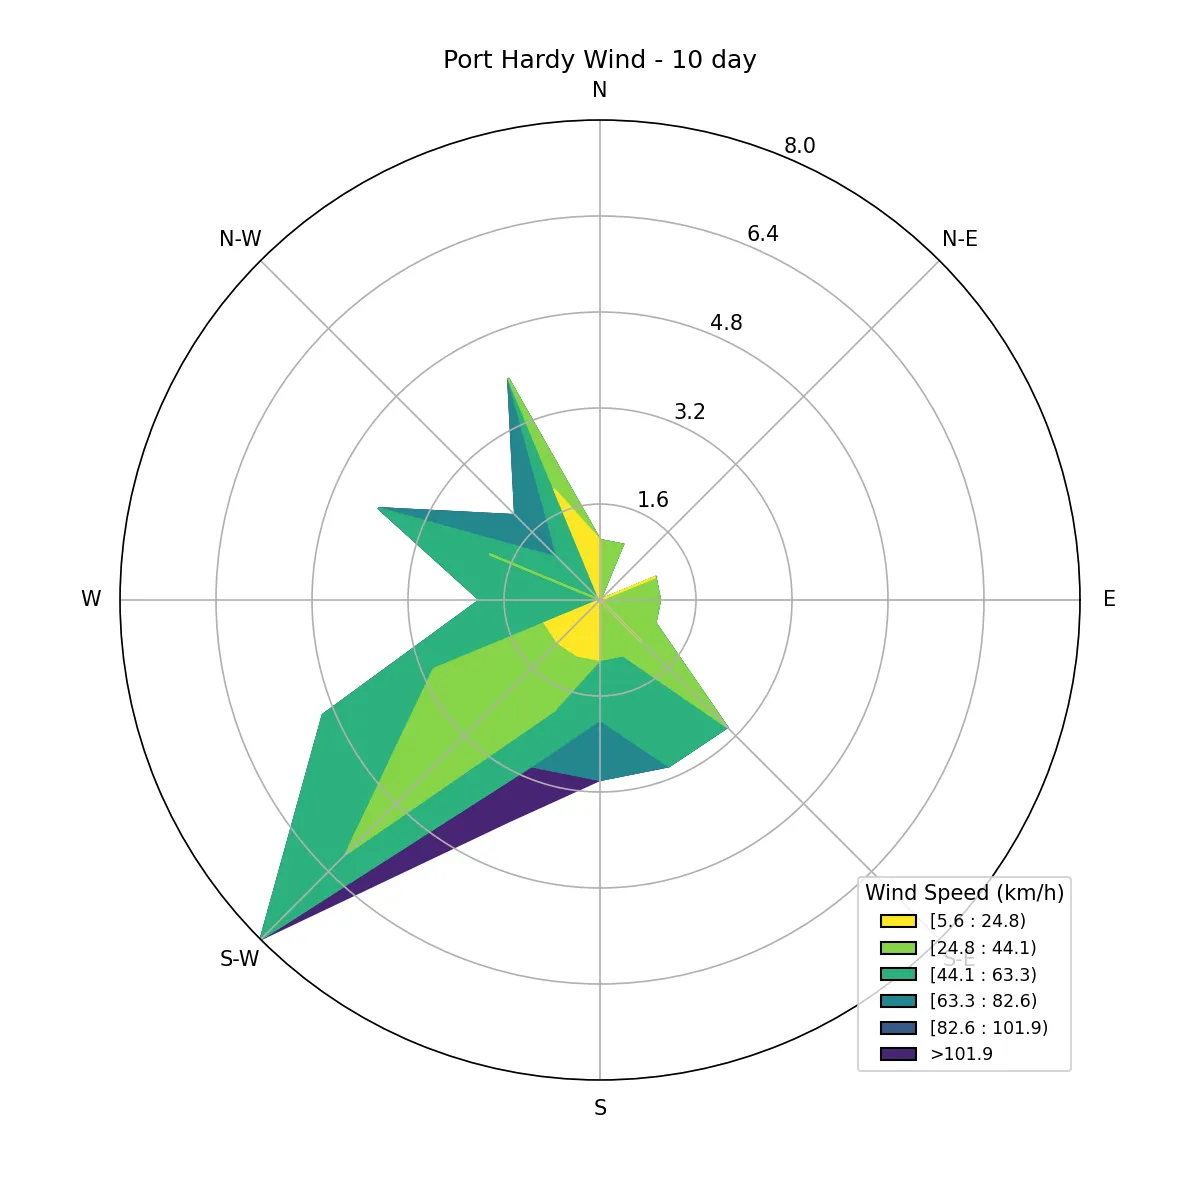 Port Hardy Wind - 10 day
N
8.0
N-W
6.4
N-E
4.8
3.2
1.6
W
E
S-W
S-E
S
Wind Speed (km/h)
[5.6 : 24.8)
[24.8 : 44.1)
[44.1 : 63.3)
[63.3 : 82.6)
[82.6 : 101.9)
>101.9